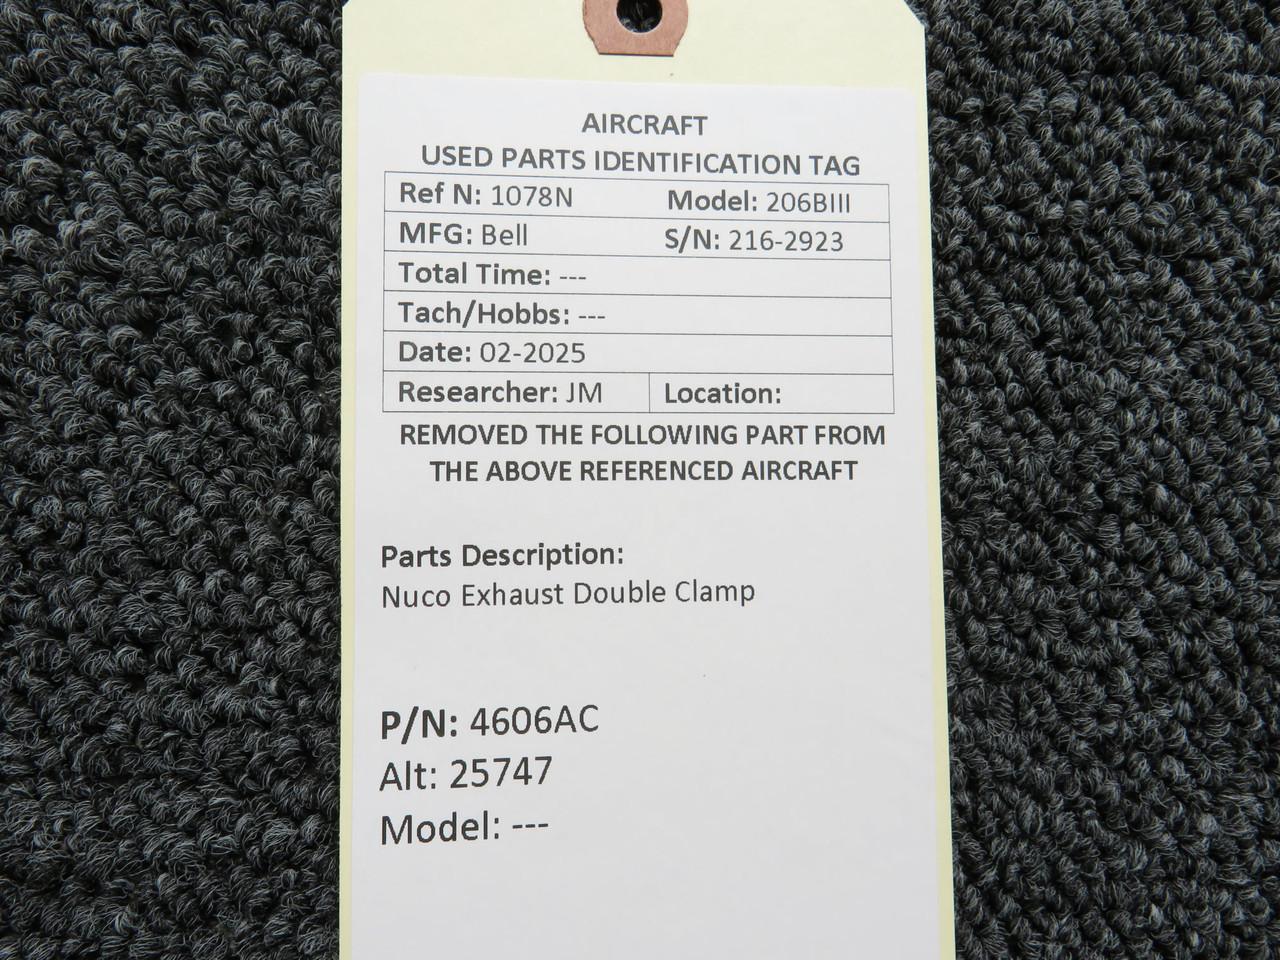 AIRCRAFT
USED PARTS IDENTIFICATION TAG
Ref N: 1078N Model: 206BIII
MFG: Bell S/N: 216-2923
Total Time: ---
Tach/Hobbs: ---
Date: 02-2025
Researcher: JM Location:
REMOVED THE FOLLOWING PART FROM
THE ABOVE REFERENCED AIRCRAFT
Parts Description:
Nuco Exhaust Double Clamp
P/N: 4606AC
Alt: 25747
Model: ---